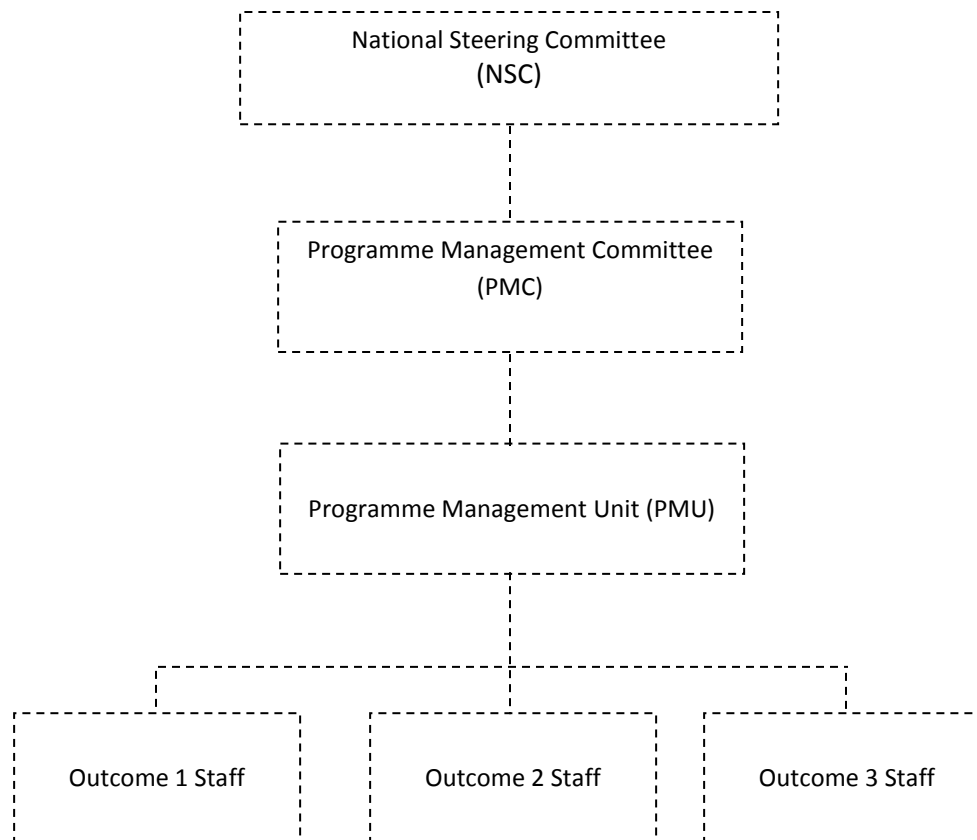 National Steering Committee
(NSC)
Programme Management Committee
(PMC)
Programme Management Unit (PMU)
Outcome 1 Staff
Outcome 2 Staff
Outcome 3 Staff